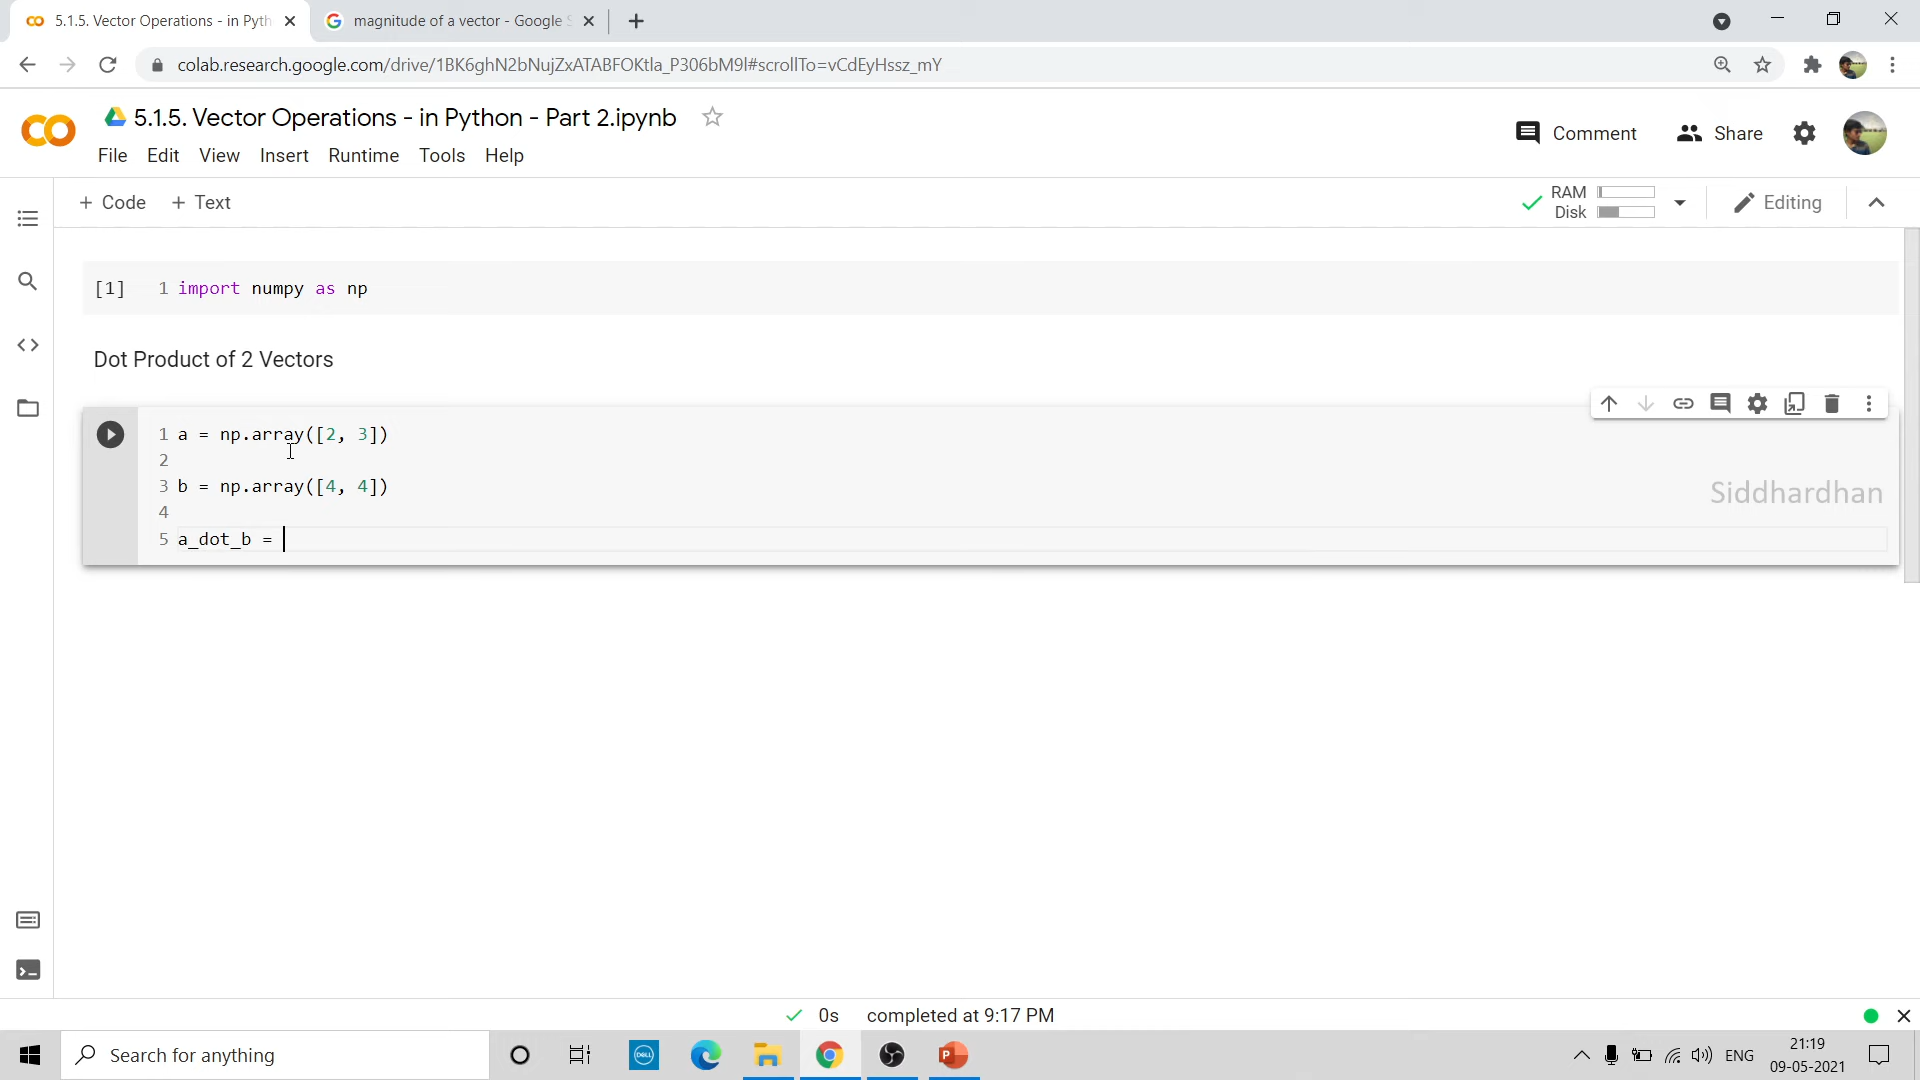 5.1.5. Vector Operations - in Pyth
magnitude of a vector - Google S
colab.research.google.com/drive/1BK6ghN2bNujZxATABFOKtla_P306bM9l#scrollTo=vCdEyHssz_mY
5.1.5. Vector Operations - in Python - Part 2.ipynb
Comment
Share
File Edit View Insert Runtime Tools Help
+ Code + Text
RAM
Disk
Editing
[1] 1 import numpy as np
Dot Product of 2 Vectors
1 a = np.array([2, 3])
2
3 b = np.array([4, 4])
Siddhardhan
4
5 a_dot_b =
0s completed at 9:17 PM
Search for anything
DELL
ENG
21:19
09-05-2021